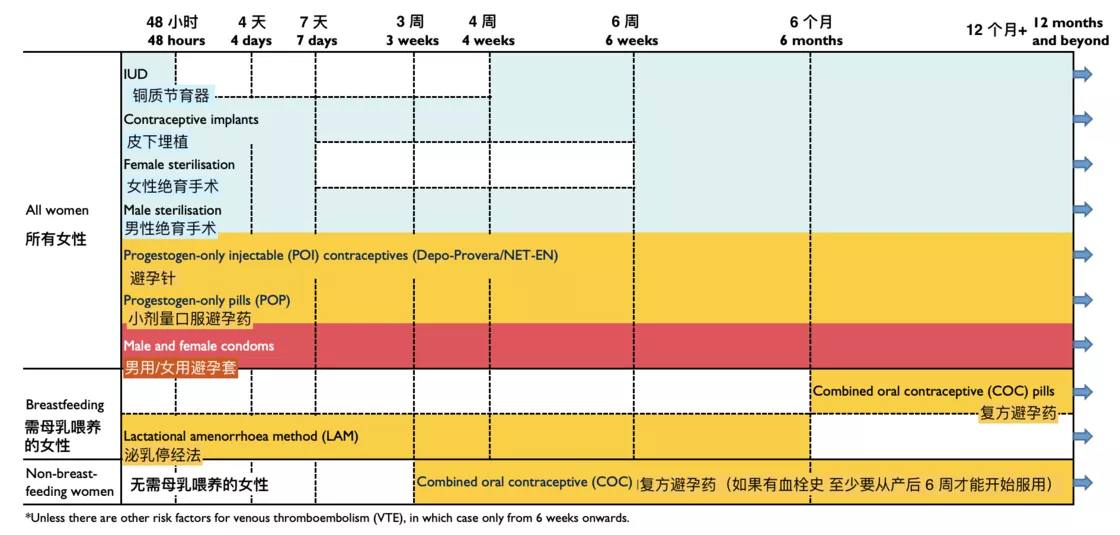 48 小时
4 天
7 天
3 周
4 周
6 周
6 个月
12 个月+
12 months
and beyond
48 hours
4 days
7 days
3 weeks
4 weeks
6 weeks
6 months
All women
所有女性
IUD
铜质节育器
Contraceptive implants
皮下埋植
Female sterilisation
女性绝育手术
Male sterilisation
男性绝育手术
Progestogen-only injectable (POI) contraceptives (Depo-Provera/NET-EN)
避孕针
Progestogen-only pills (POP)
小剂量口服避孕药
Male and female condoms
男用/女用避孕套
Breastfeeding
需母乳喂养
的女性
Combined oral contraceptive (COC) pills
复方避孕药
Lactational amenorrhoea method (LAM)
泌乳停经法
Non-breast-
feeding women
无需母乳喂养的女性
Combined oral contraceptive (COC) 复方避孕药（如果有血栓史 至少要从产后 6 周才能开始服用）
*Unless there are other risk factors for venous thromboembolism (VTE), in which case only from 6 weeks onwards.